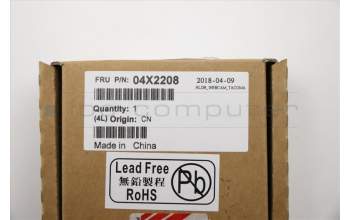 FRU P/N: 04X2208
2018-04-09
BLDR_WEBCAM_TACOMA
Quantity: 1
(4L) Origin: CN
Made in China
Lead Free
無鉛製程
RoHS
Pb